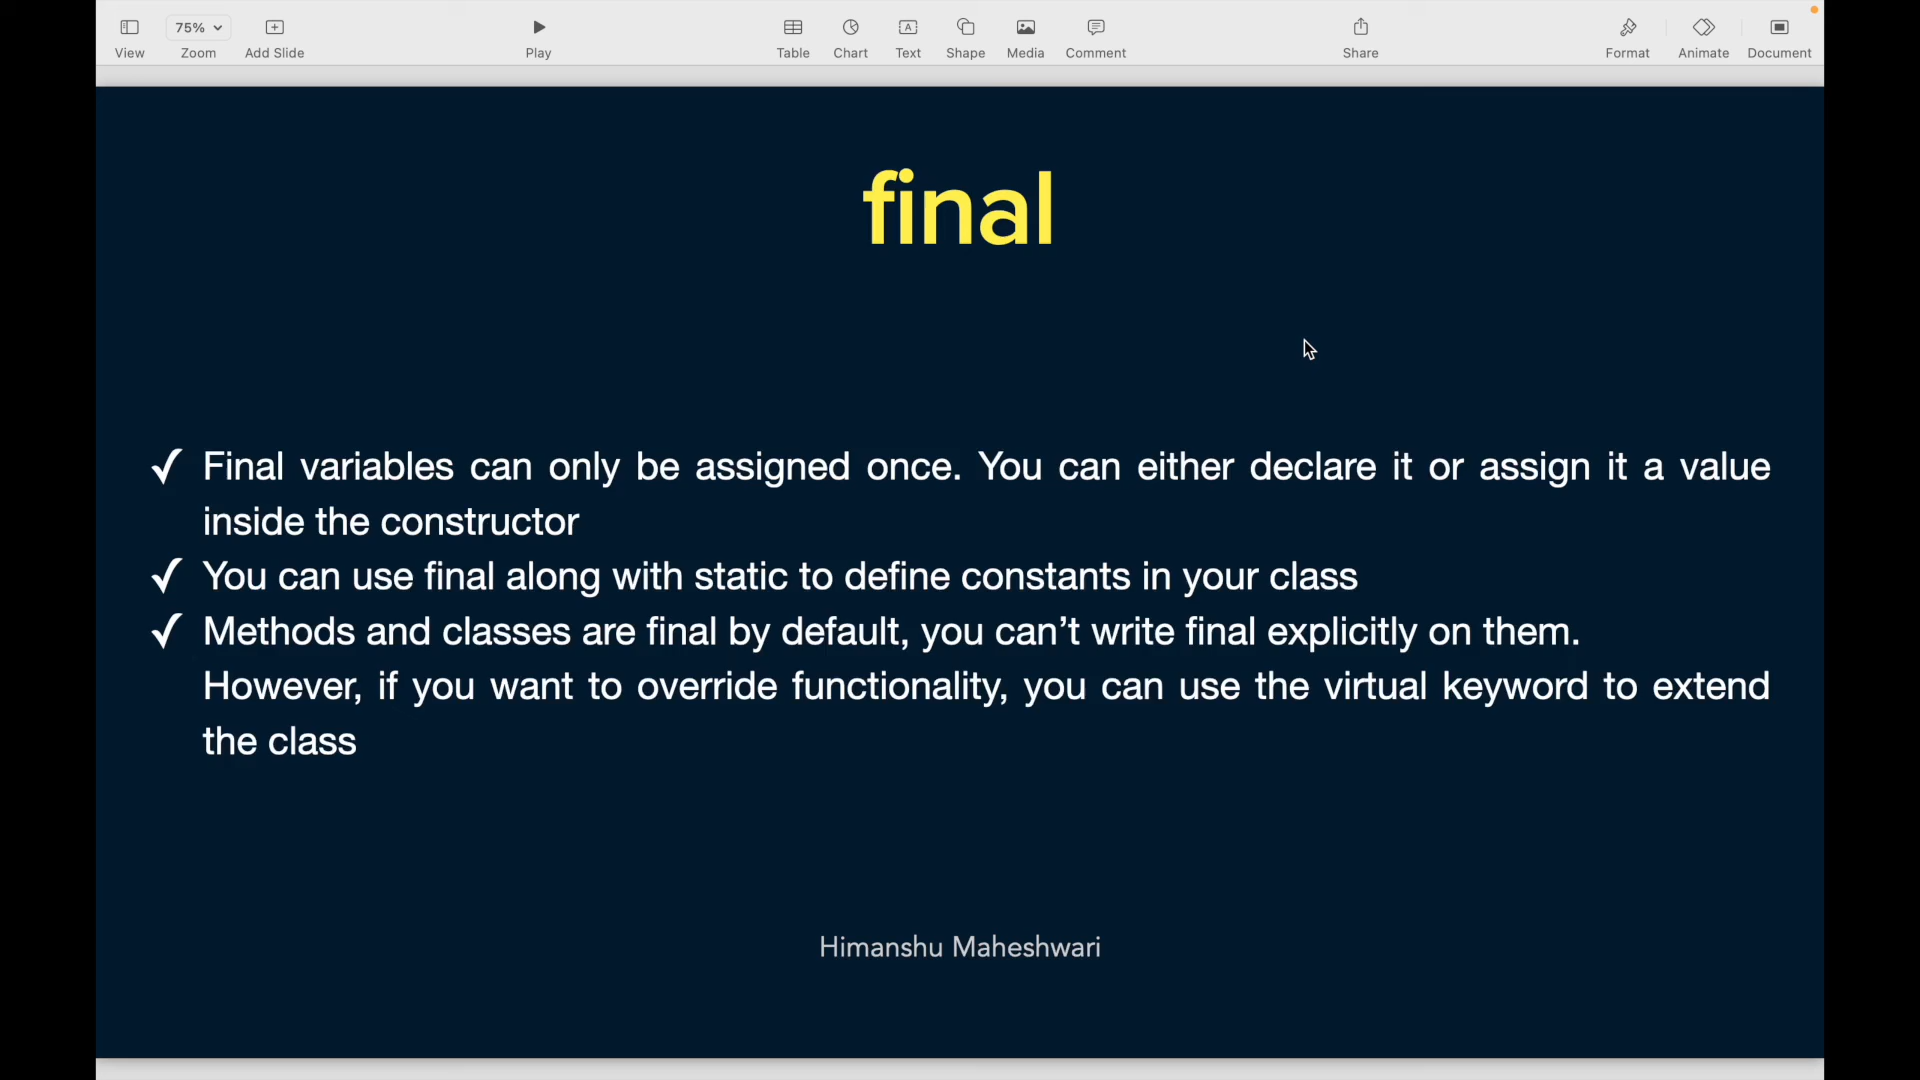 75%
View Zoom Add Slide Play Table Chart Text Shape Media Comment Share Format Animate Document
final
✓ Final variables can only be assigned once. You can either declare it or assign it a value
inside the constructor
✓ You can use final along with static to define constants in your class
✓ Methods and classes are final by default, you can’t write final explicitly on them.
However, if you want to override functionality, you can use the virtual keyword to extend
the class
Himanshu Maheshwari